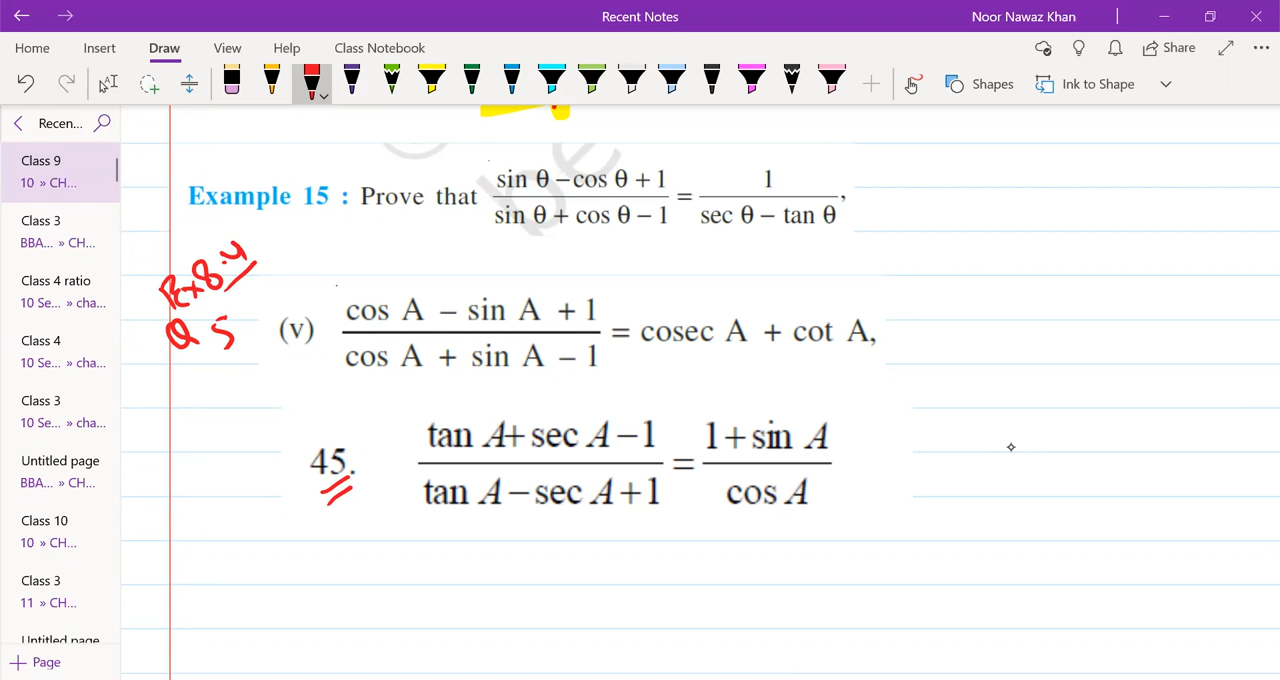 Recent Notes
Noor Nawaz Khan
Home Insert Draw View Help Class Notebook Share
Shapes Ink to Shape
Recen...
Class 9
10 » CH...
Class 3
BBA... » CH...
Class 4 ratio
10 Se... » cha...
Class 4
10 Se... » cha...
Class 3
10 Se... » cha...
Untitled page
BBA... » CH...
Class 10
10 » CH...
Class 3
11 » CH...
Untitled page
+ Page
be
Example 15 : Prove that (sin θ − cos θ + 1)/(sin θ + cos θ − 1) = 1/(sec θ − tan θ),
Ex 8.4
Q 5
(v) (cos A − sin A + 1)/(cos A + sin A − 1) = cosec A + cot A,
45. (tan A + sec A − 1)/(tan A − sec A + 1) = (1 + sin A)/(cos A)